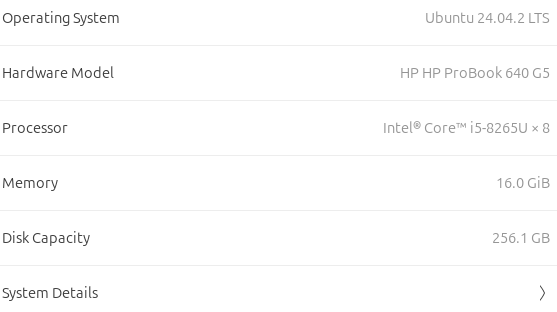 Operating System Ubuntu 24.04.2 LTS
Hardware Model HP HP ProBook 640 G5
Processor Intel® Core™ i5-8265U × 8
Memory 16.0 GiB
Disk Capacity 256.1 GB
System Details